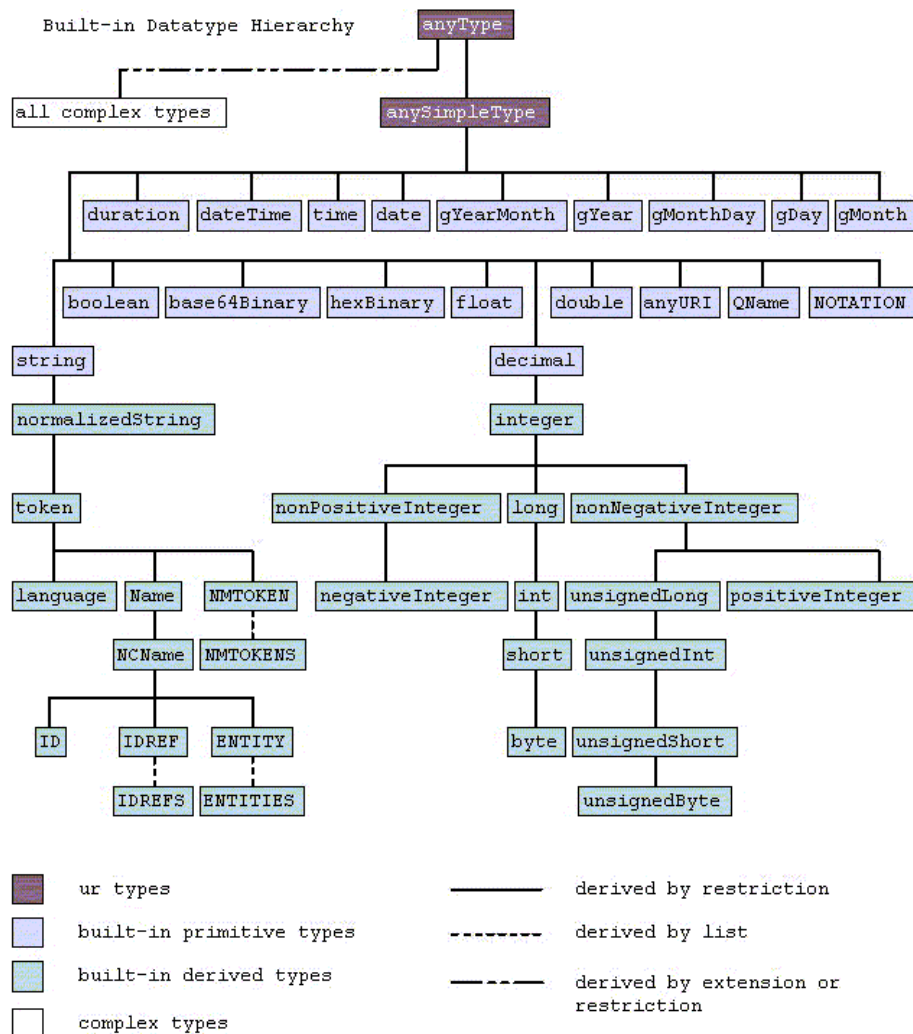 Built-in Datatype Hierarchy
anyType
all complex types
anySimpleType
duration
dateTime
time
date
gYearMonth
gYear
gMonthDay
gDay
gMonth
boolean
base64Binary
hexBinary
float
double
anyURI
QName
NOTATION
string
decimal
normalizedString
integer
token
nonPositiveInteger
long
nonNegativeInteger
language
Name
NMTOKEN
negativeInteger
int
unsignedLong
positiveInteger
NCName
NMTOKENS
short
unsignedInt
ID
IDREF
ENTITY
byte
unsignedShort
IDREFS
ENTITIES
unsignedByte
ur types
derived by restriction
built-in primitive types
derived by list
built-in derived types
derived by extension or
restriction
complex types